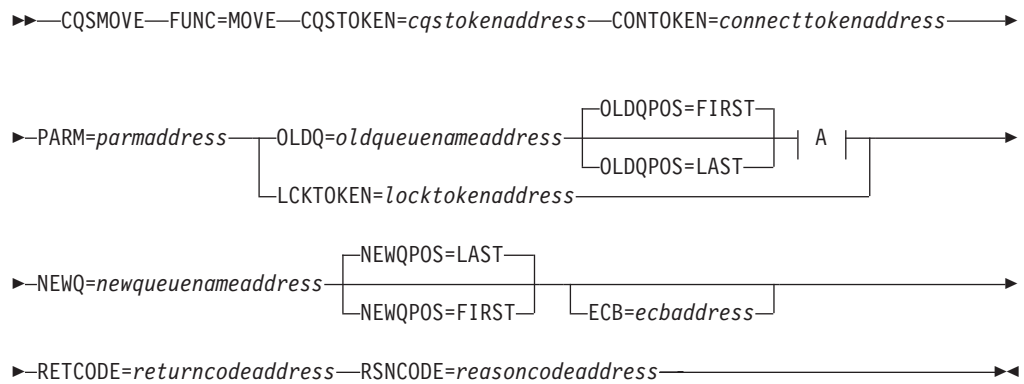 CQSMOVE FUNC=MOVE CQSTOKEN=cqstokenaddress CONTOKEN=connecttokenaddress
OLDQPOS=FIRST
PARM=parmaddress OLDQ=oldqueuenameaddress A
OLDQPOS=LAST
LCKTOKEN=locktokenaddress
NEWQPOS=LAST
NEWQ=newqueuenameaddress
NEWQPOS=FIRST ECB=ecbaddress
RETCODE=returncodeaddress RSNCODE=reasoncodeaddress